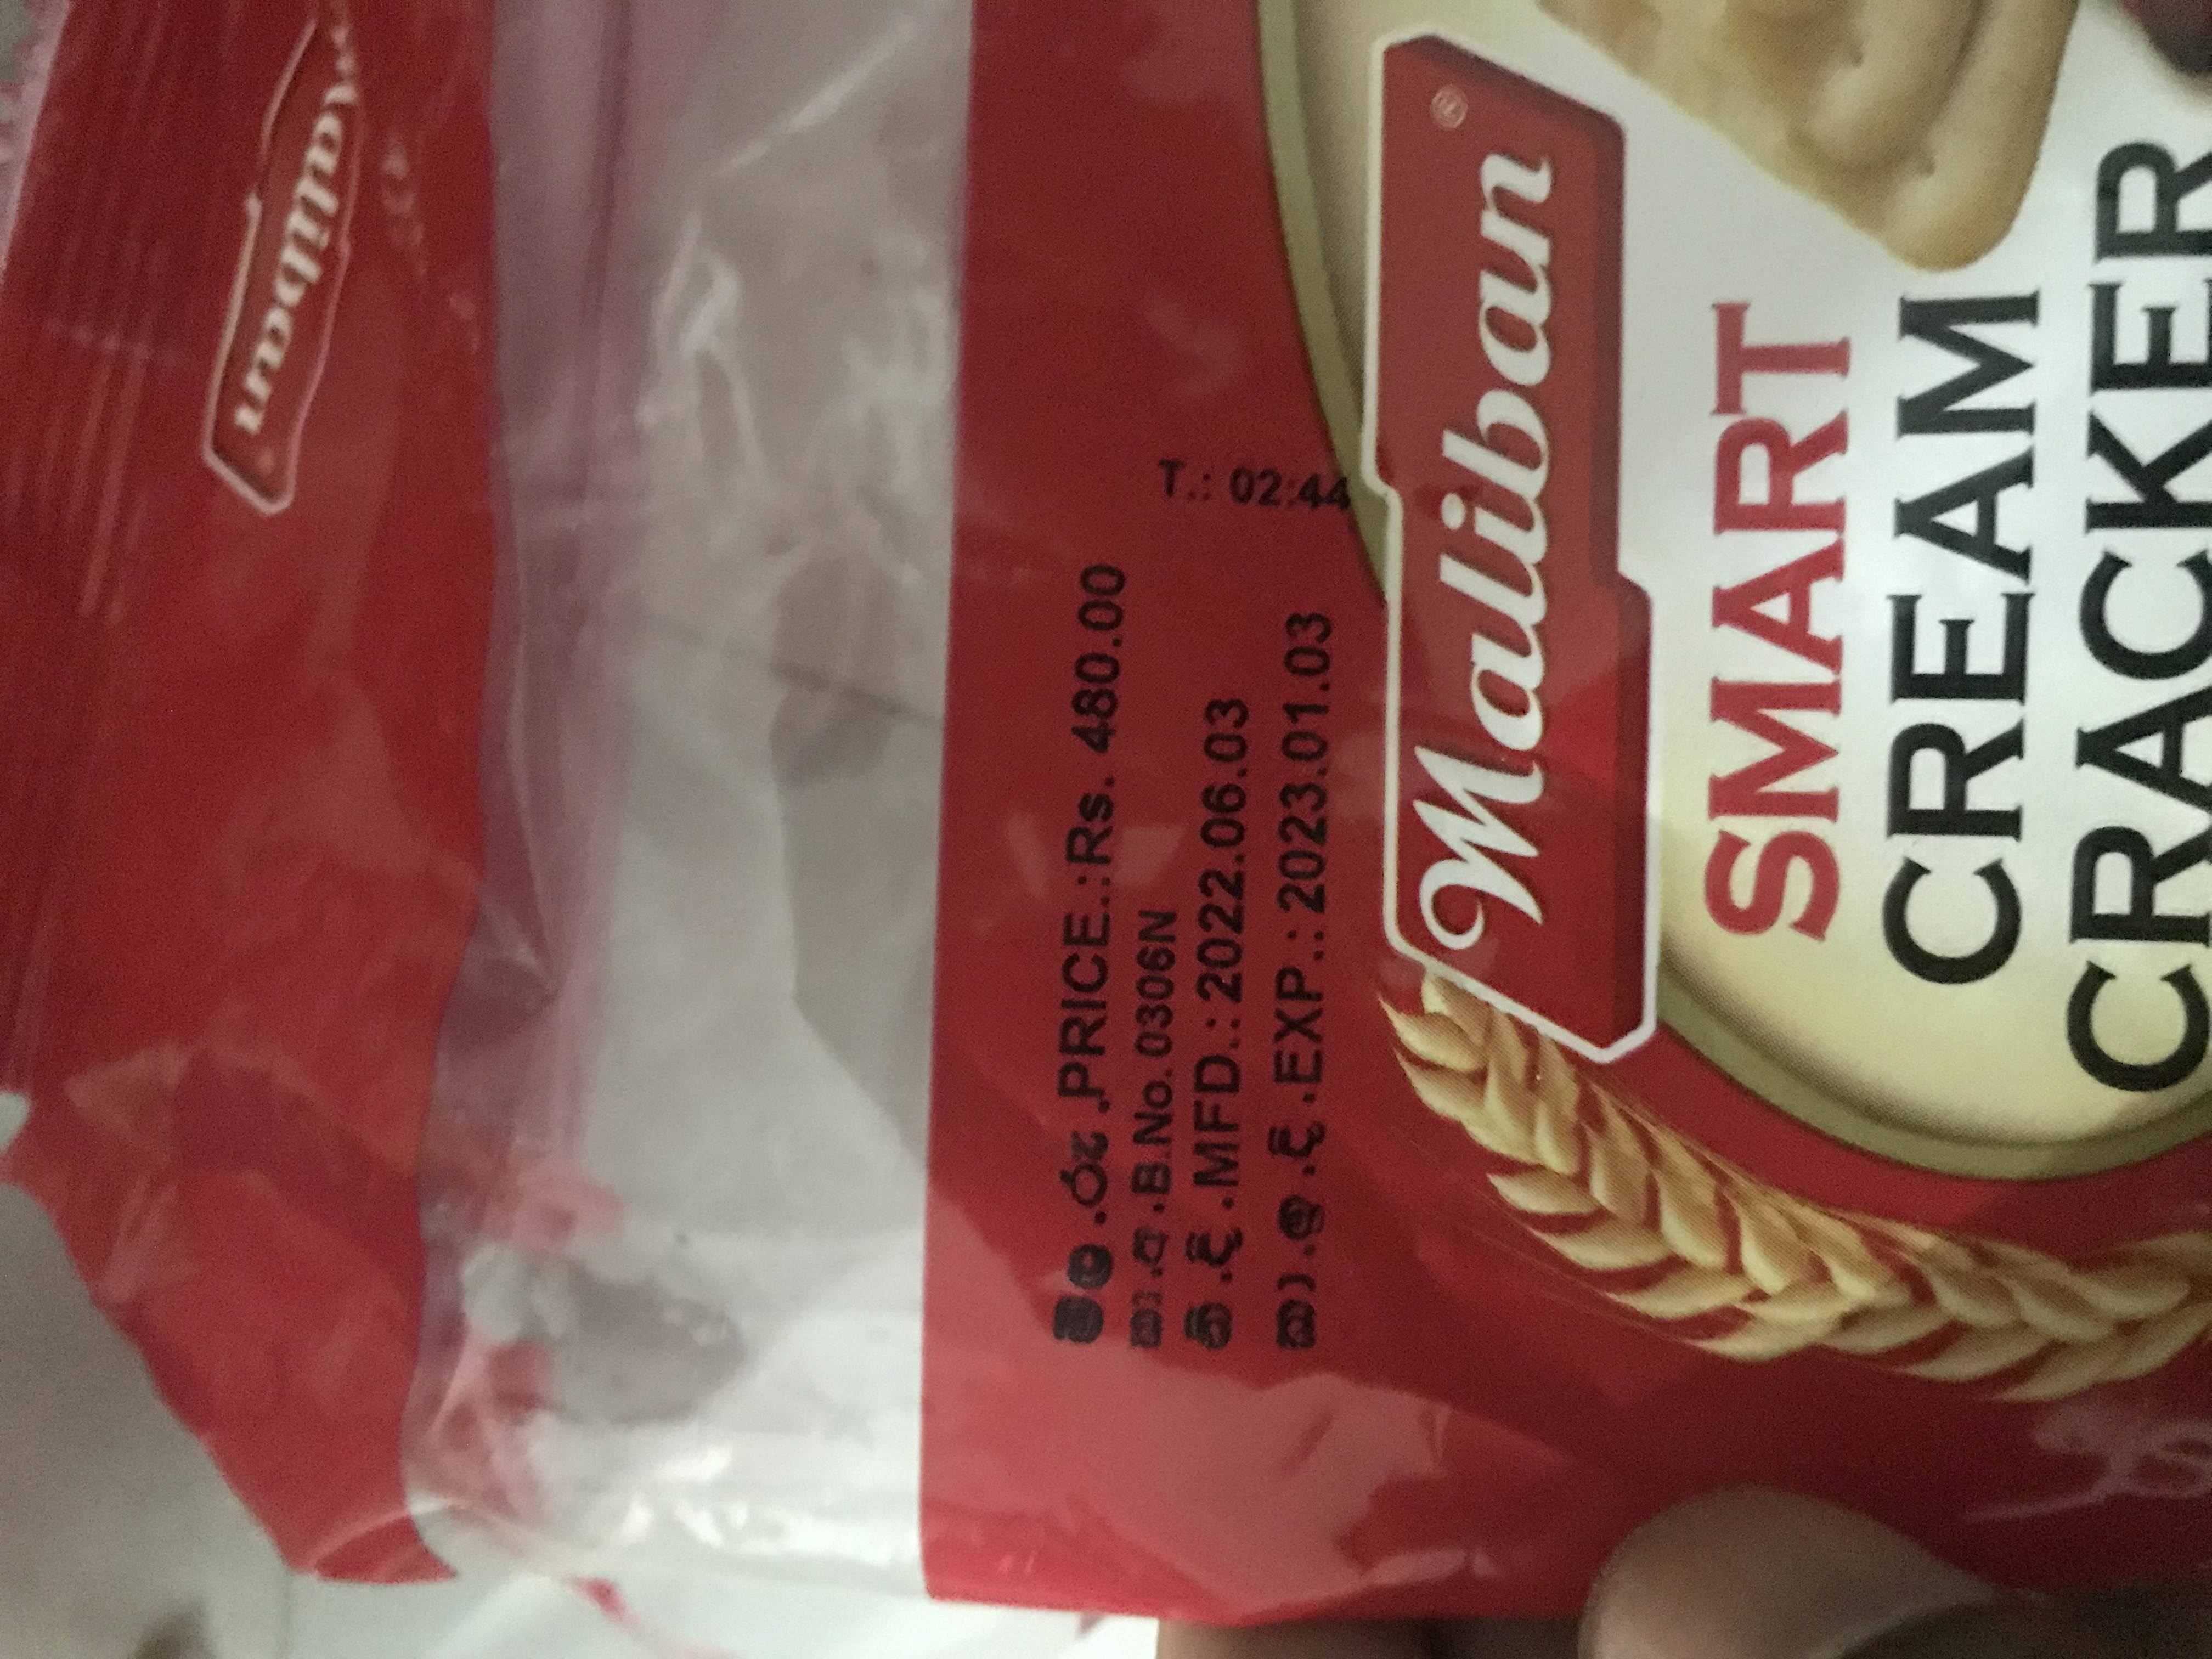 Maliban
මිල .රු .PRICE.:Rs. 480.00
කා.අ .B.No. 0306N
නි .දි .MFD.: 2022.06.03
කා.ඉ .දි .EXP.: 2023.01.03
T.: 02:44
Maliban ®
SMART
CREAM
CRACKER